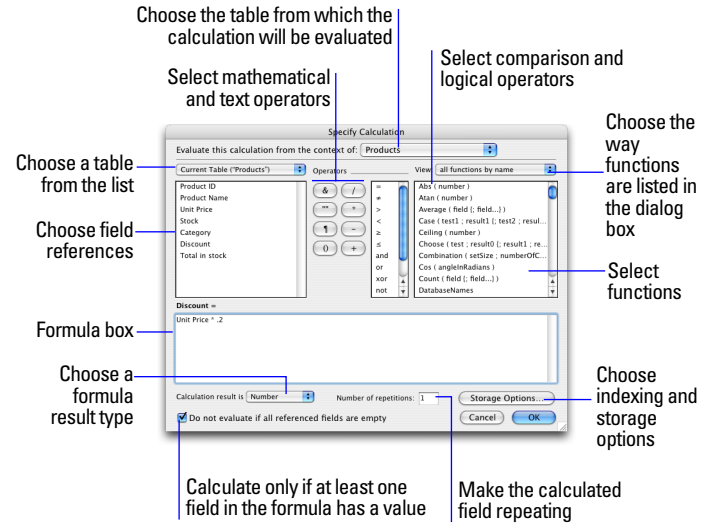 Choose the table from which the
calculation will be evaluated
Select comparison and
logical operators
Select mathematical
and text operators
Choose the
way
functions
are listed in
the dialog
box
Choose a table
from the list
Choose field
references
Select
functions
Formula box
Choose a
formula
result type
Choose
indexing and
storage
options
Calculate only if at least one
field in the formula has a value
Make the calculated
field repeating
Specify Calculation
Evaluate this calculation from the context of: Products
Current Table ("Products")
Operators
View: all functions by name
Product ID
Product Name
Unit Price
Stock
Category
Discount
Total in stock
& /
"" *
¶ -
() +
=
≠
>
<
≥
≤
and
or
xor
not
Abs ( number )
Atan ( number )
Average ( field {; field...} )
Case ( test1 ; result1 {; test2 ; resul...
Ceiling ( number )
Choose ( test ; result0 {; result1 ; re...
Combination ( setSize ; numberOfC...
Cos ( angleInRadians )
Count ( field {; field...} )
DatabaseNames
Discount =
Unit Price * .2
Calculation result is Number
Number of repetitions: 1
Storage Options...
Do not evaluate if all referenced fields are empty
Cancel
OK